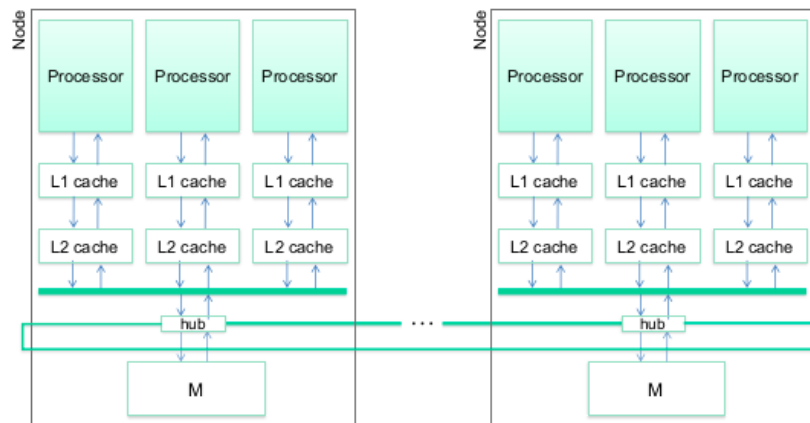 Node
Processor Processor Processor
L1 cache L1 cache L1 cache
L2 cache L2 cache L2 cache
hub
M
...
Node
Processor Processor Processor
L1 cache L1 cache L1 cache
L2 cache L2 cache L2 cache
hub
M